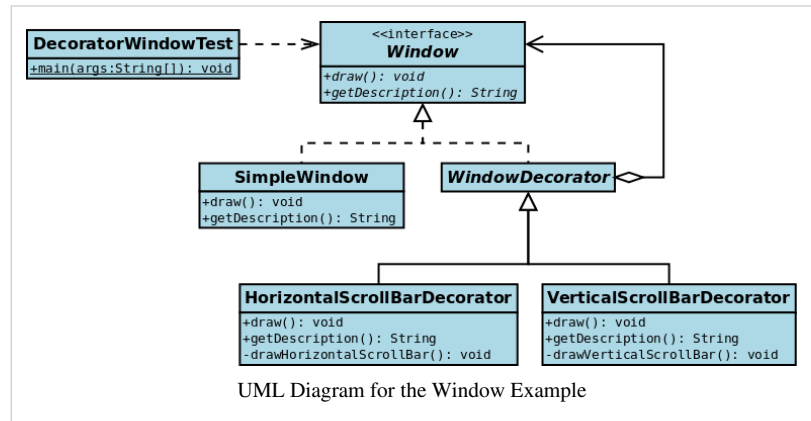 DecoratorWindowTest
+main(args:String[]): void
<<interface>>
Window
+draw(): void
+getDescription(): String
SimpleWindow
+draw(): void
+getDescription(): String
WindowDecorator
HorizontalScrollBarDecorator
+draw(): void
+getDescription(): String
-drawHorizontalScrollBar(): void
VerticalScrollBarDecorator
+draw(): void
+getDescription(): String
-drawVerticalScrollBar(): void
UML Diagram for the Window Example